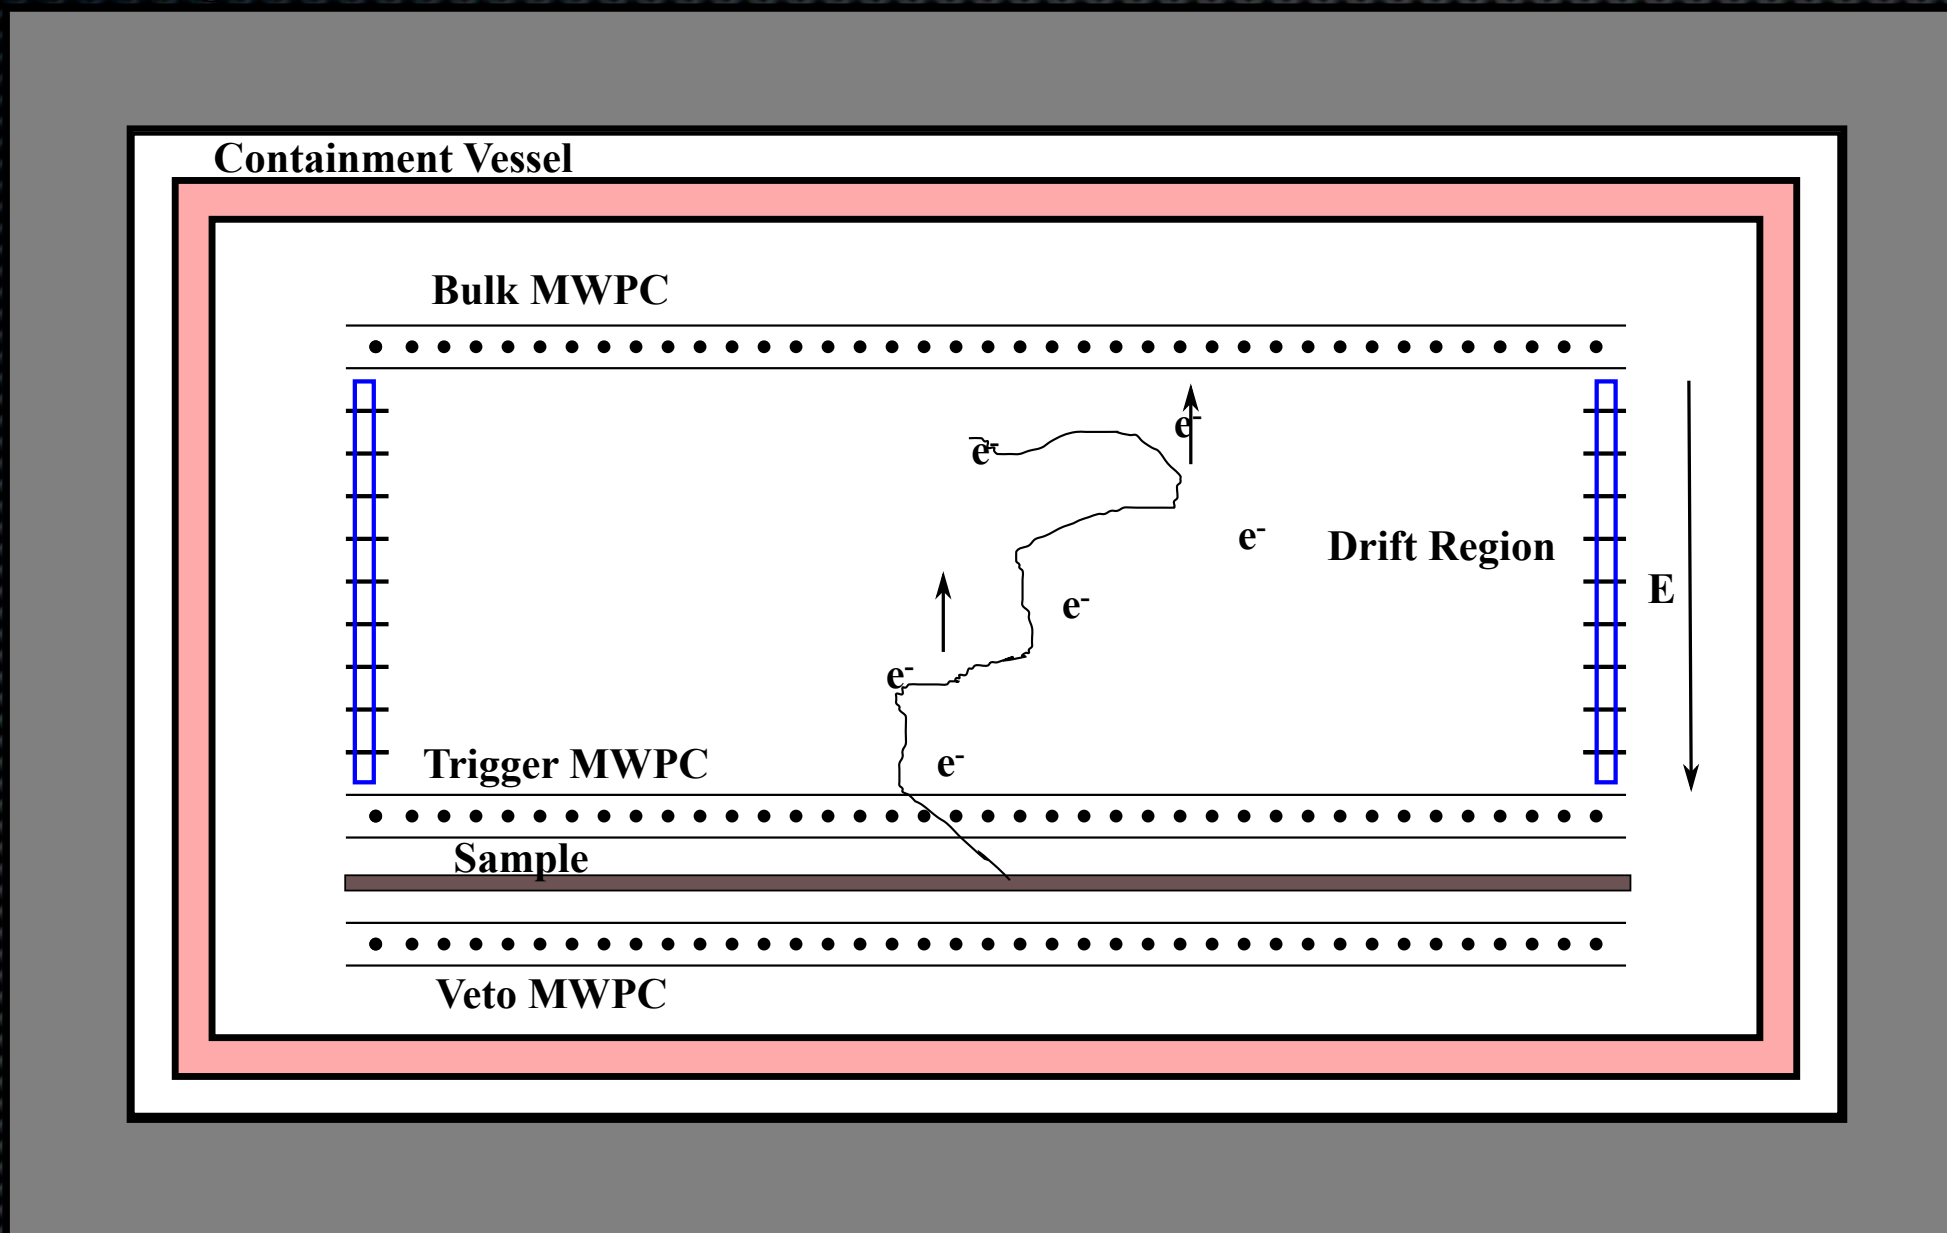 Containment Vessel
Bulk MWPC
e-
e-
e-
Drift Region
E
e-
e-
Trigger MWPC
e-
Sample
Veto MWPC